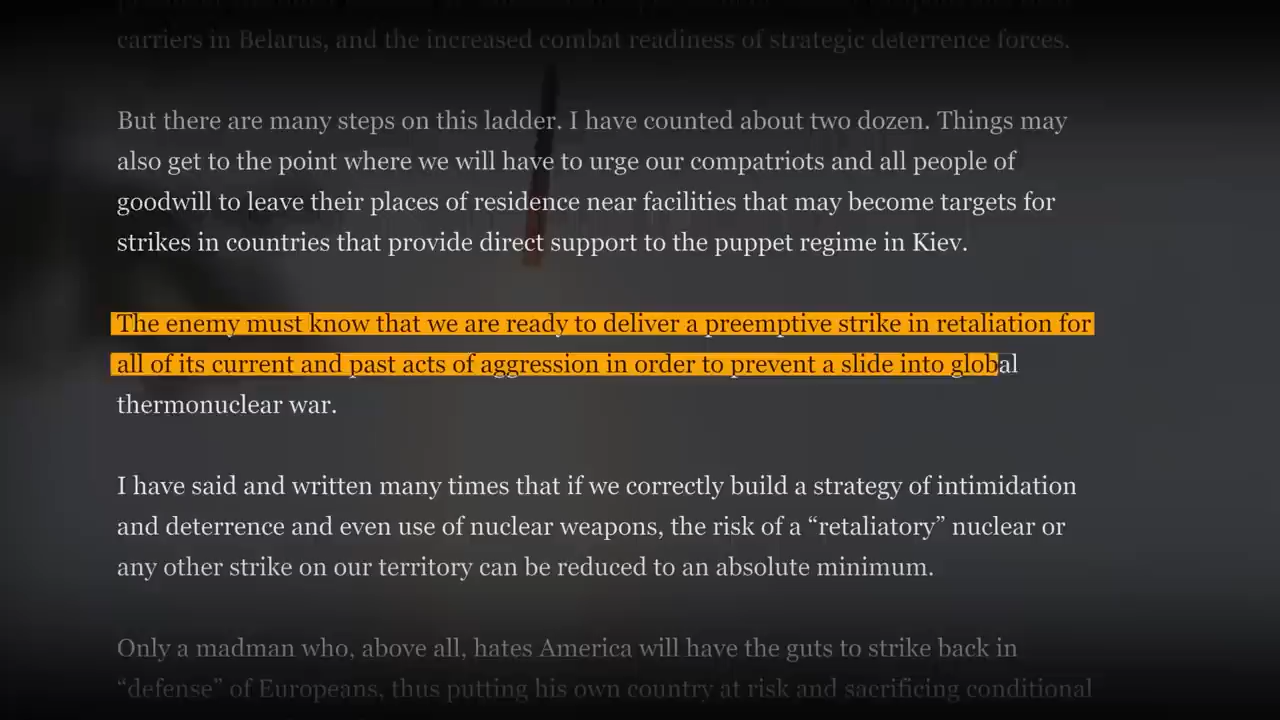 carriers in Belarus, and the increased combat readiness of strategic deterrence forces.
But there are many steps on this ladder. I have counted about two dozen. Things may
also get to the point where we will have to urge our compatriots and all people of
goodwill to leave their places of residence near facilities that may become targets for
strikes in countries that provide direct support to the puppet regime in Kiev.
The enemy must know that we are ready to deliver a preemptive strike in retaliation for
all of its current and past acts of aggression in order to prevent a slide into global
thermonuclear war.
I have said and written many times that if we correctly build a strategy of intimidation
and deterrence and even use of nuclear weapons, the risk of a “retaliatory” nuclear or
any other strike on our territory can be reduced to an absolute minimum.
Only a madman who, above all, hates America will have the guts to strike back in
“defense” of Europeans, thus putting his own country at risk and sacrificing conditional